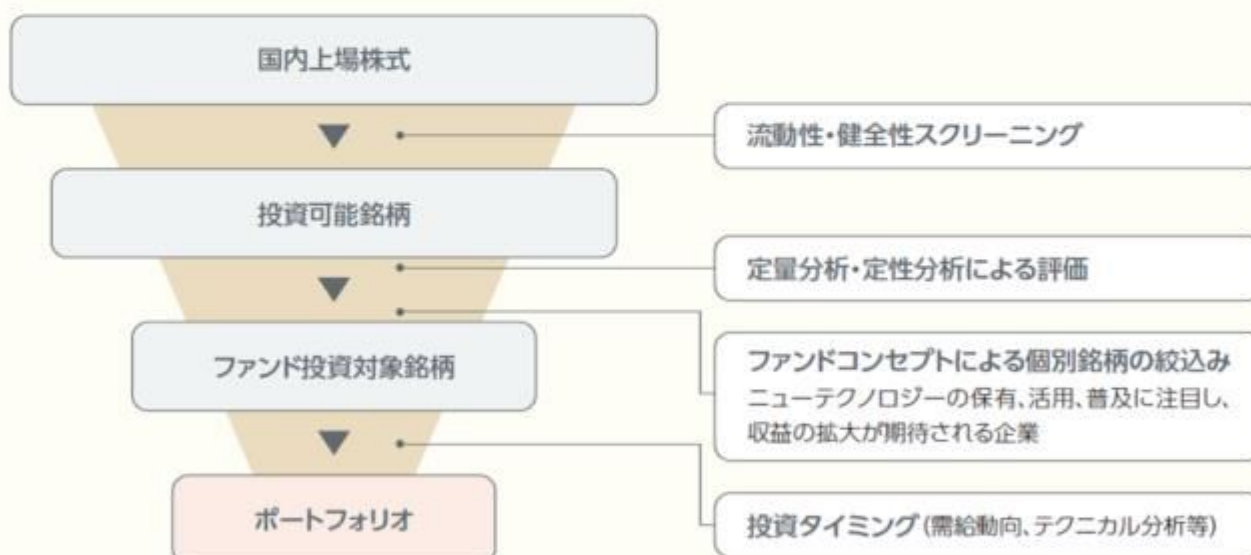 国内上場株式
流動性・健全性スクリーニング
投資可能銘柄
定量分析・定性分析による評価
ファンド投資対象銘柄
ファンドコンセプトによる個別銘柄の絞込み
ニューテクノロジーの保有、活用、普及に注目し、
収益の拡大が期待される企業
ポートフォリオ
投資タイミング(需給動向、テクニカル分析等)